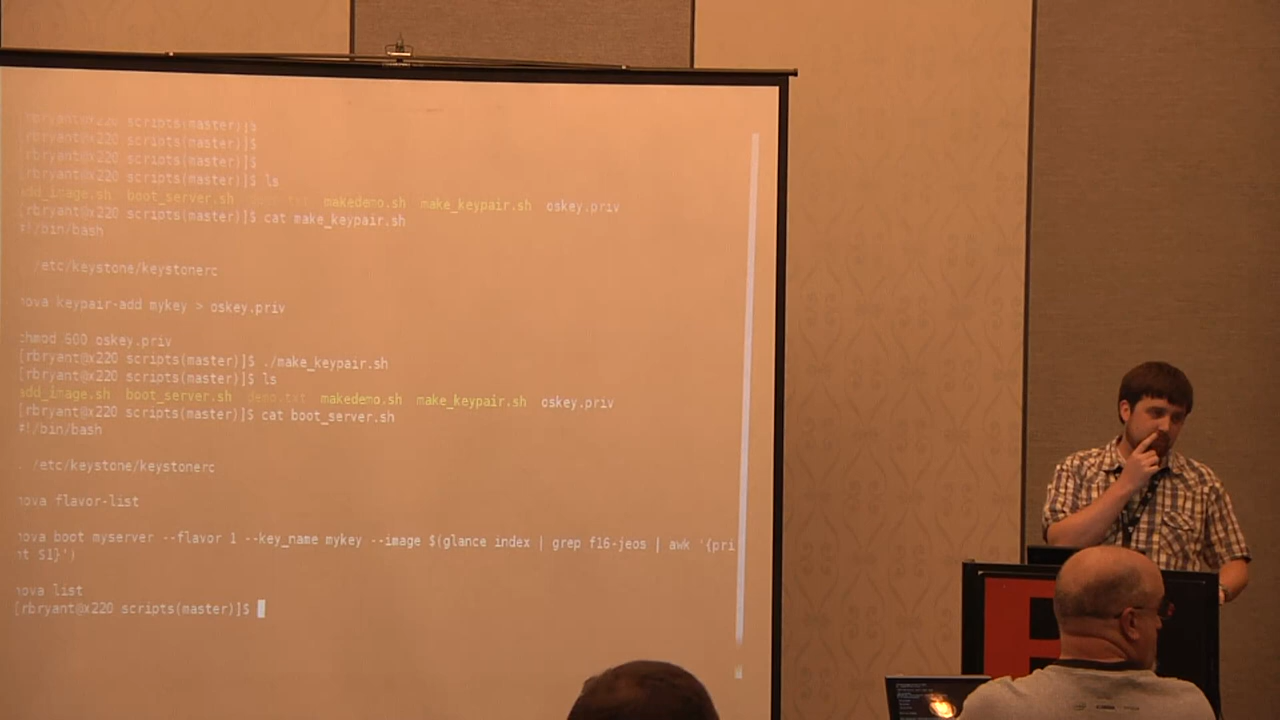 [rbryant@x220 scripts(master)]$
[rbryant@x220 scripts(master)]$
[rbryant@x220 scripts(master)]$
[rbryant@x220 scripts(master)]$ ls
add_image.sh boot_server.sh demo.txt makedemo.sh make_keypair.sh oskey.priv
[rbryant@x220 scripts(master)]$ cat make_keypair.sh
#!/bin/bash
/etc/keystone/keystonerc
nova keypair-add mykey > oskey.priv
chmod 600 oskey.priv
[rbryant@x220 scripts(master)]$ ./make_keypair.sh
[rbryant@x220 scripts(master)]$ ls
add_image.sh boot_server.sh demo.txt makedemo.sh make_keypair.sh oskey.priv
[rbryant@x220 scripts(master)]$ cat boot_server.sh
#!/bin/bash
. /etc/keystone/keystonerc
nova flavor-list
nova boot myserver --flavor 1 --key_name mykey --image $(glance index | grep f16-jeos | awk '{pri
nt $1}')
nova list
[rbryant@x220 scripts(master)]$